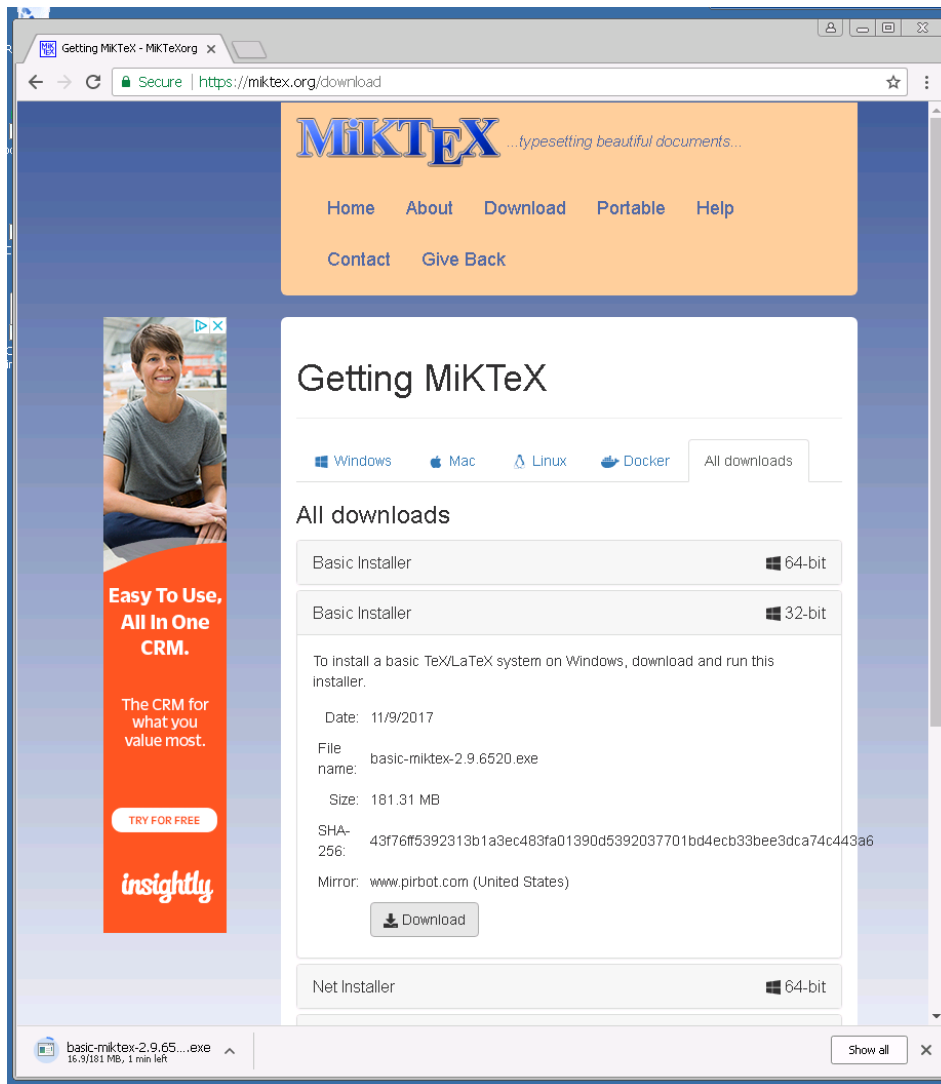 Getting MiKTeX - MiKTeXorg
Secure | https://miktex.org/download
MiKTEX ...typesetting beautiful documents...
Home About Download Portable Help
Contact Give Back
Getting MiKTeX
Windows Mac Linux Docker All downloads
All downloads
Basic Installer 64-bit
Basic Installer 32-bit
To install a basic TeX/LaTeX system on Windows, download and run this
installer.
Date: 11/9/2017
File
name: basic-miktex-2.9.6520.exe
Size: 181.31 MB
SHA-
256: 43f76ff5392313b1a3ec483fa01390d5392037701bd4ecb33bee3dca74c443a6
Mirror: www.pirbot.com (United States)
Download
Net Installer 64-bit
Easy To Use,
All In One
CRM.
The CRM for
what you
value most.
TRY FOR FREE
insightly
basic-miktex-2.9.65....exe
16.9/181 MB, 1 min left
Show all